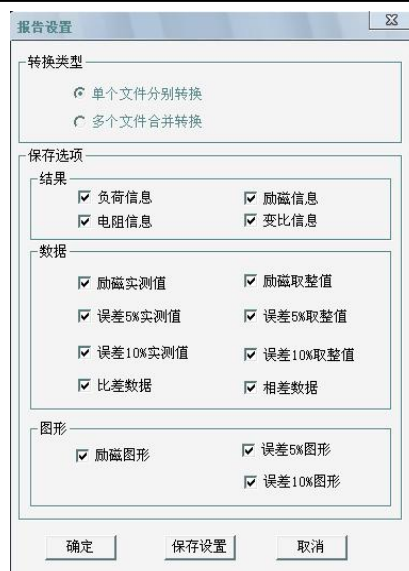 报告设置
转换类型
单个文件分别转换
多个文件合并转换
保存选项
结果
负荷信息 励磁信息
电阻信息 变比信息
数据
励磁实测值 励磁取整值
误差5%实测值 误差5%取整值
误差10%实测值 误差10%取整值
比差数据 相差数据
图形
励磁图形 误差5%图形
误差10%图形
确定 保存设置 取消